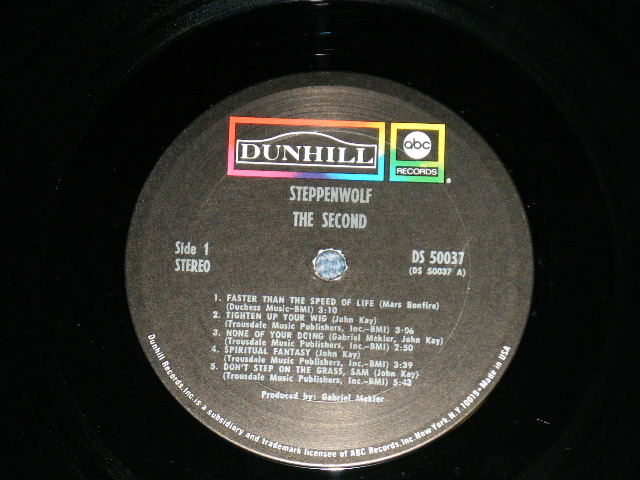 DUNHILL
abc
RECORDS
STEPPENWOLF
THE SECOND
Side 1
STEREO
DS 50037
(DS 50037 A)
1. FASTER THAN THE SPEED OF LIFE (Mars Bonfire)
(Duchess Music-BMI) 3:10
2. TIGHTEN UP YOUR WIG (John Kay)
(Trousdale Music Publishers, Inc.-BMI) 3:06
3. NONE OF YOUR DOING (Gabriel Mekler, John Kay)
(Trousdale Music Publishers, Inc.-BMI) 2:50
4. SPIRITUAL FANTASY (John Kay)
(Trousdale Music Publishers, Inc.-BMI) 3:39
5. DON'T STEP ON THE GRASS, SAM (John Kay)
(Trousdale Music Publishers, Inc.-BMI) 5:43
Produced by: Gabriel Mekler
Dunhill Records, Inc. is a subsidiary and trademark licensee of ABC Records, Inc. New York, N.Y. 10019 • Made in USA